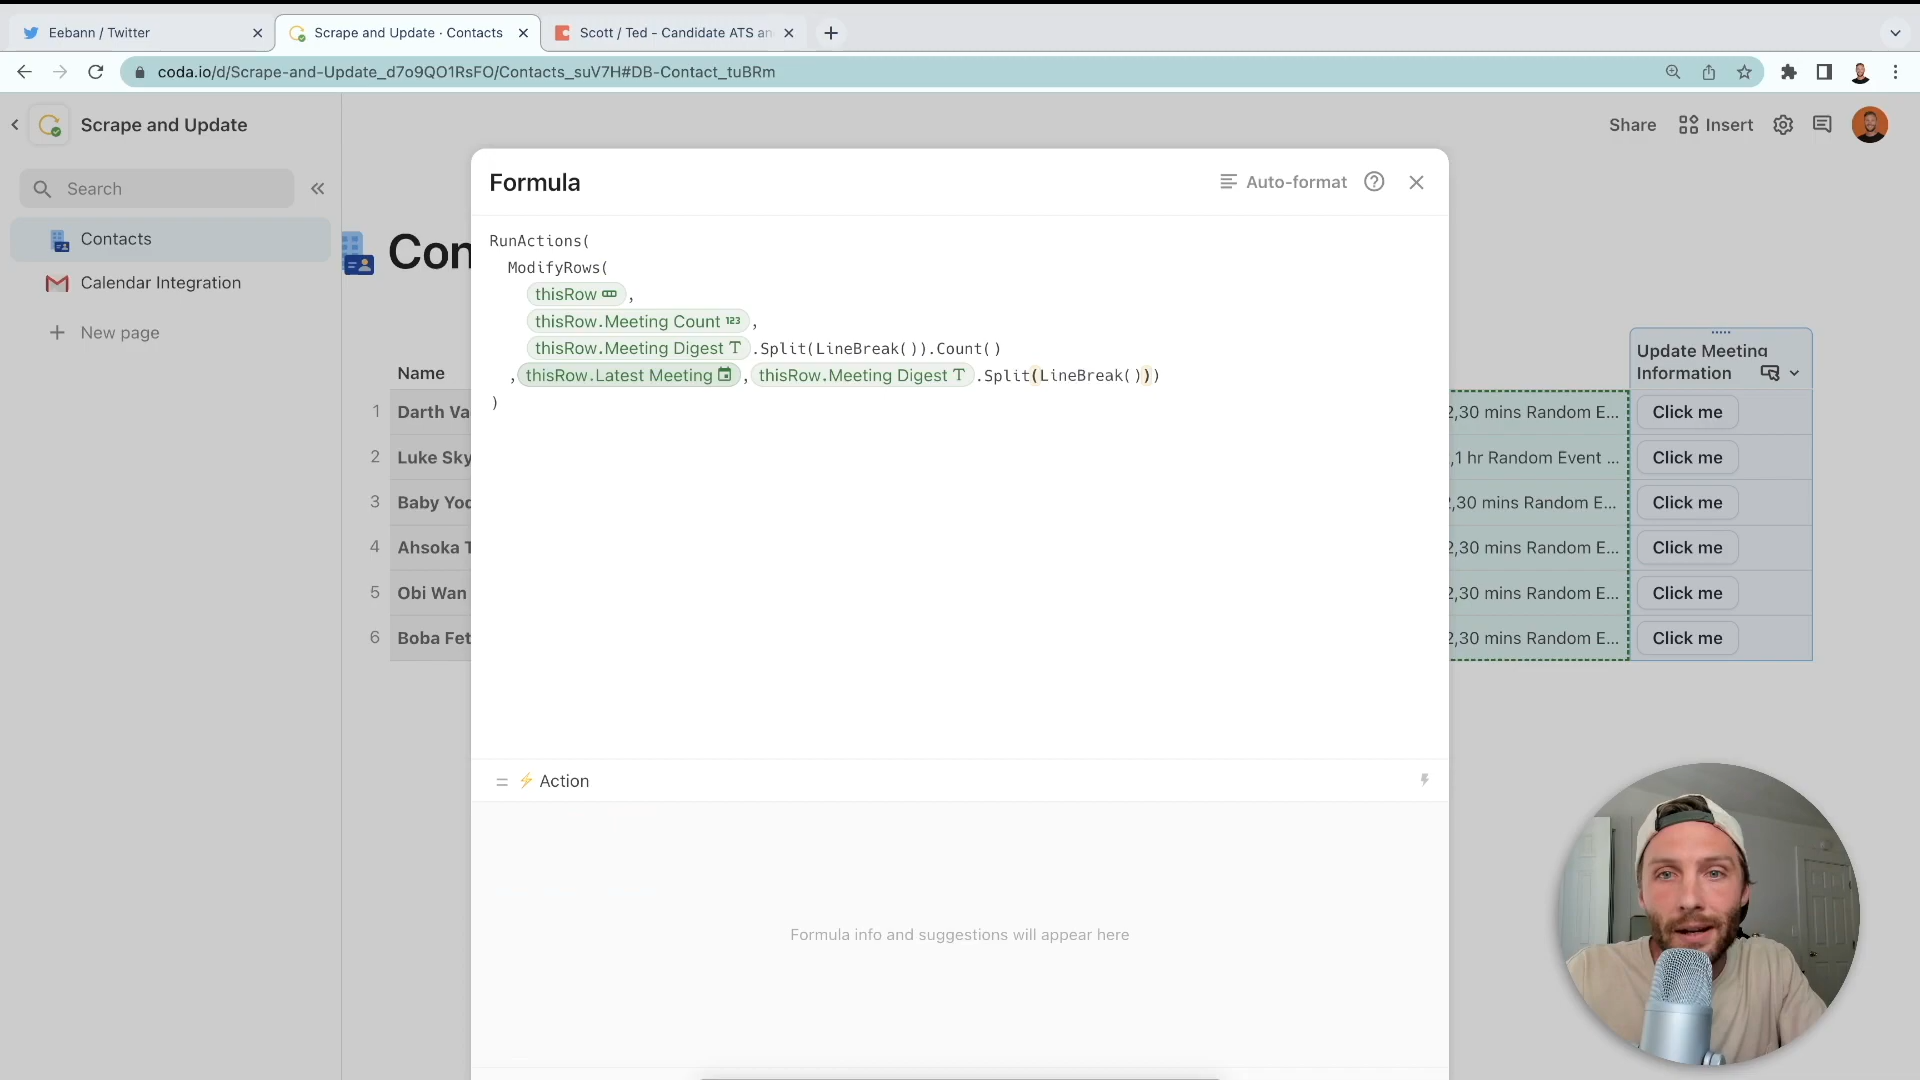 Eebann / Twitter
Scrape and Update · Contacts
Scott / Ted - Candidate ATS an
coda.io/d/Scrape-and-Update_d7o9QO1RsFO/Contacts_suV7H#DB-Contact_tuBRm
Scrape and Update
Share
Insert
Search
Contacts
Calendar Integration
New page
Con
Formula
Auto-format
RunActions(
ModifyRows(
thisRow ,
thisRow.Meeting Count 123 ,
thisRow.Meeting Digest T .Split(LineBreak()).Count()
, thisRow.Latest Meeting , thisRow.Meeting Digest T .Split(LineBreak()))
)
Name
Update Meeting
Information
1 Darth Va 2,30 mins Random E... Click me
2 Luke Sky ,1 hr Random Event ... Click me
3 Baby Yod 2,30 mins Random E... Click me
4 Ahsoka T 2,30 mins Random E... Click me
5 Obi Wan 2,30 mins Random E... Click me
6 Boba Fet 2,30 mins Random E... Click me
= ⚡ Action
Formula info and suggestions will appear here